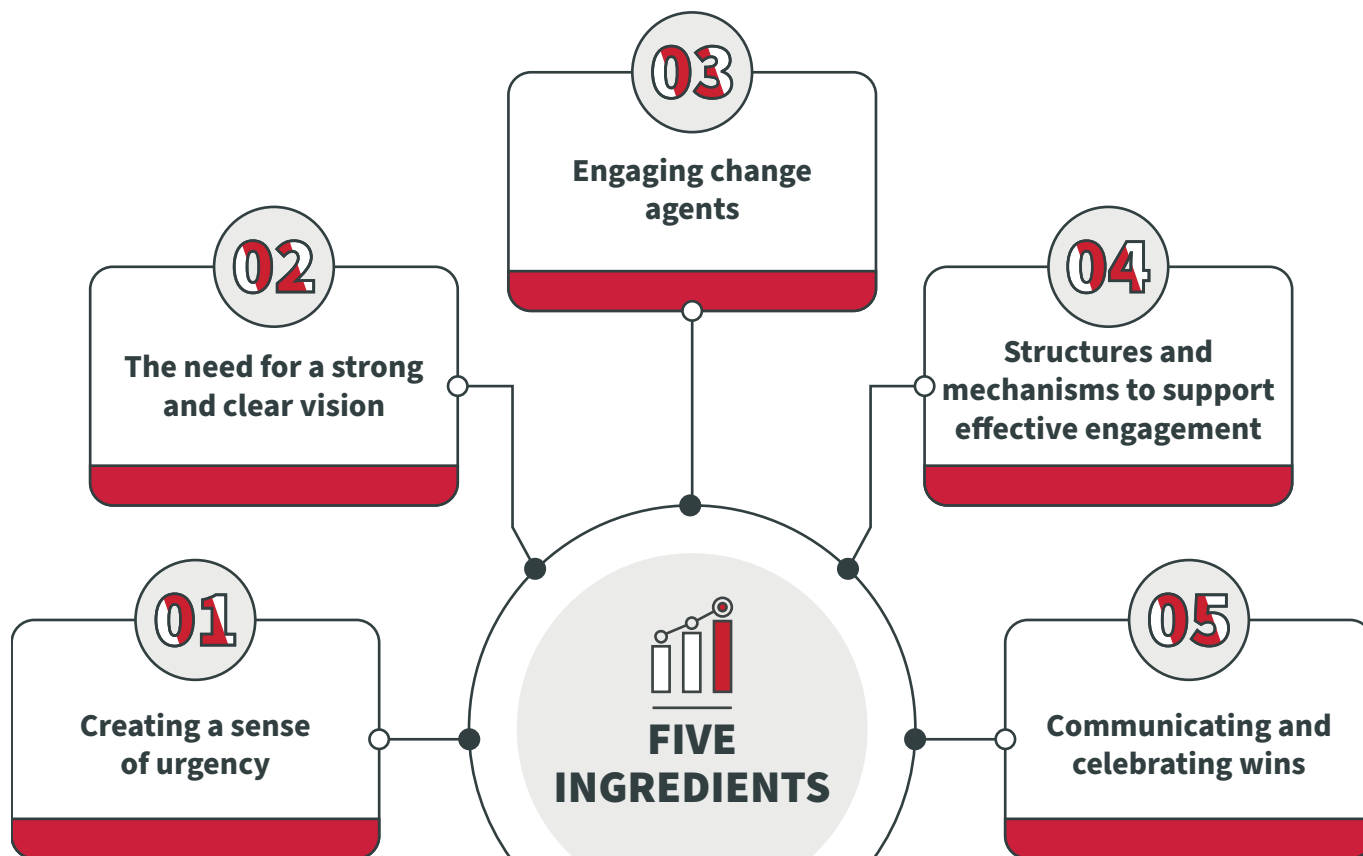 01
Creating a sense
of urgency
02
The need for a strong
and clear vision
03
Engaging change
agents
04
Structures and
mechanisms to support
effective engagement
05
Communicating and
celebrating wins
FIVE
INGREDIENTS